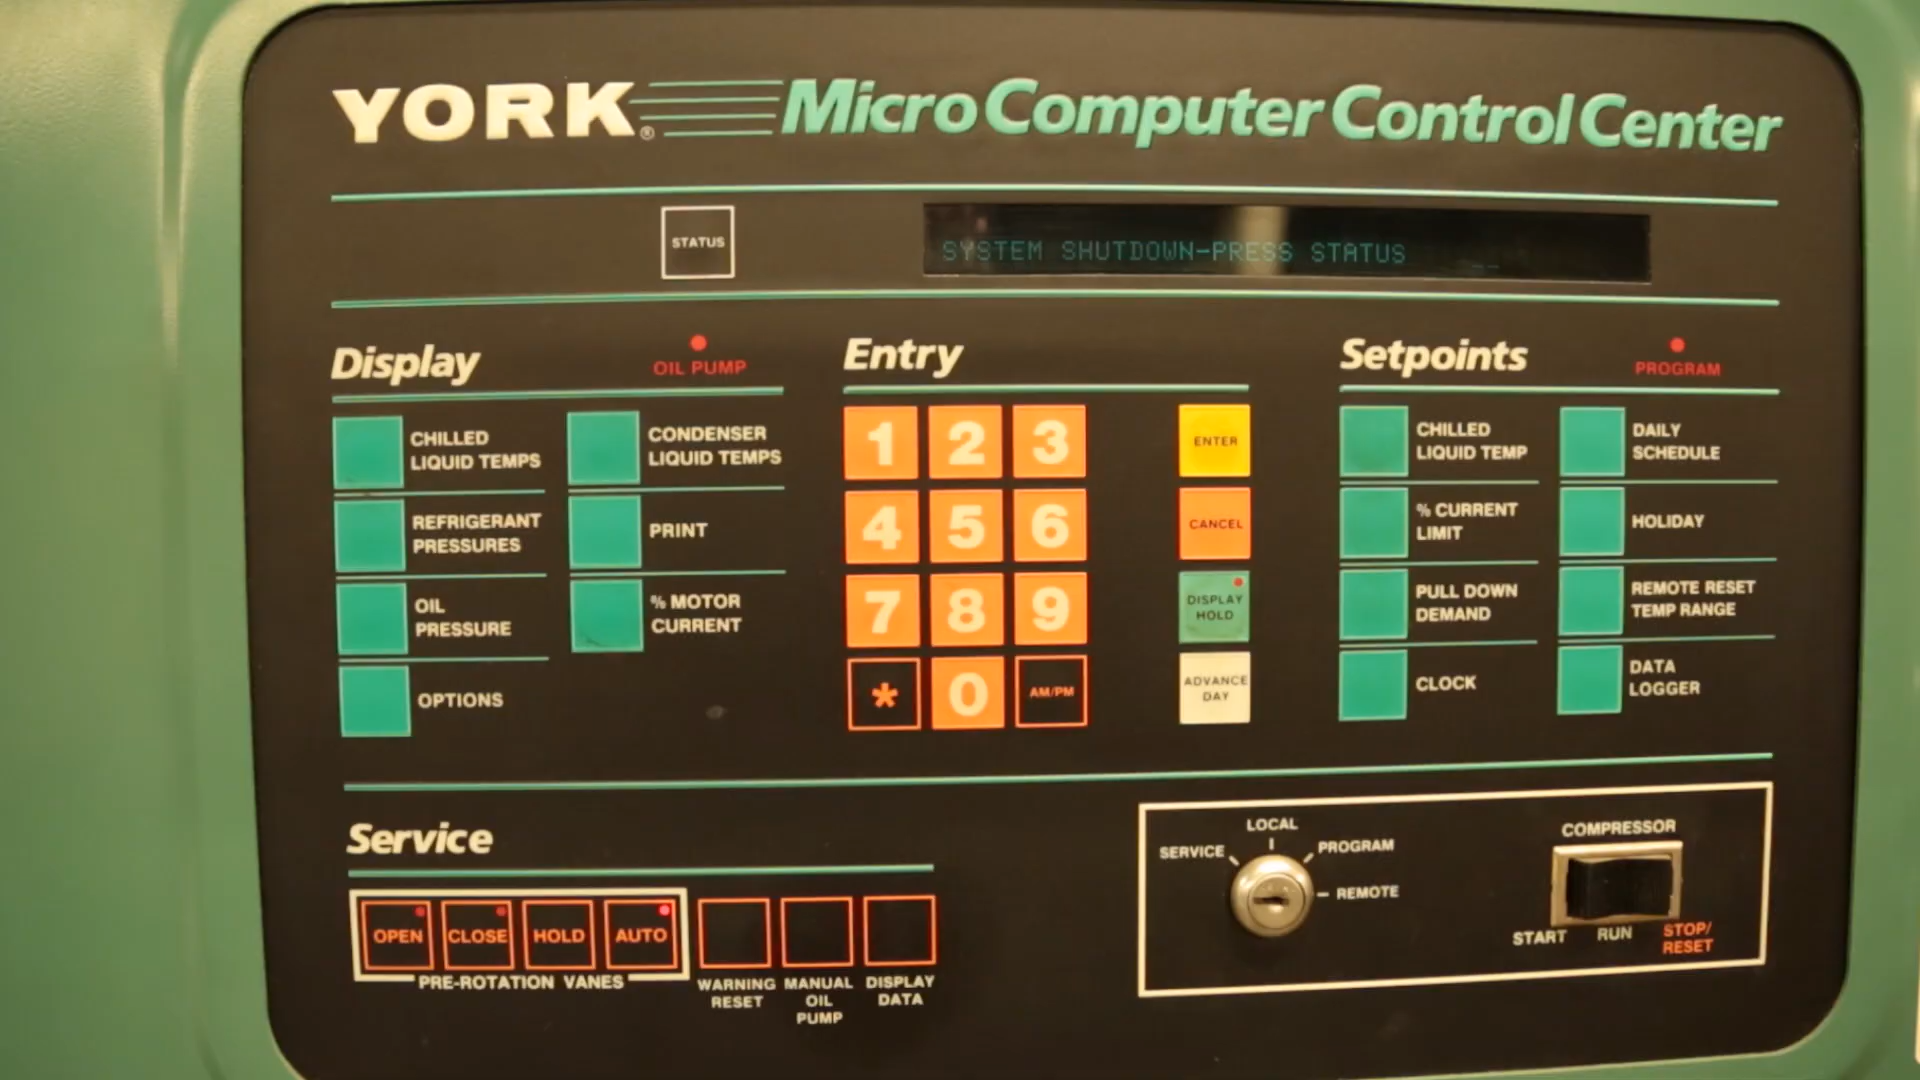 YORK® MicroComputer Control Center
STATUS
SYSTEM SHUTDOWN-PRESS STATUS
Display
OIL PUMP
CHILLED
LIQUID TEMPS
CONDENSER
LIQUID TEMPS
REFRIGERANT
PRESSURES
PRINT
OIL
PRESSURE
% MOTOR
CURRENT
OPTIONS
Entry
1 2 3
ENTER
4 5 6
CANCEL
7 8 9
DISPLAY
HOLD
* 0 AM/PM
ADVANCE
DAY
Setpoints
PROGRAM
CHILLED
LIQUID TEMP
DAILY
SCHEDULE
% CURRENT
LIMIT
HOLIDAY
PULL DOWN
DEMAND
REMOTE RESET
TEMP RANGE
CLOCK
DATA
LOGGER
Service
OPEN CLOSE HOLD AUTO
PRE-ROTATION VANES
WARNING
RESET
MANUAL
OIL
PUMP
DISPLAY
DATA
SERVICE
LOCAL
PROGRAM
REMOTE
COMPRESSOR
START
RUN
STOP/
RESET